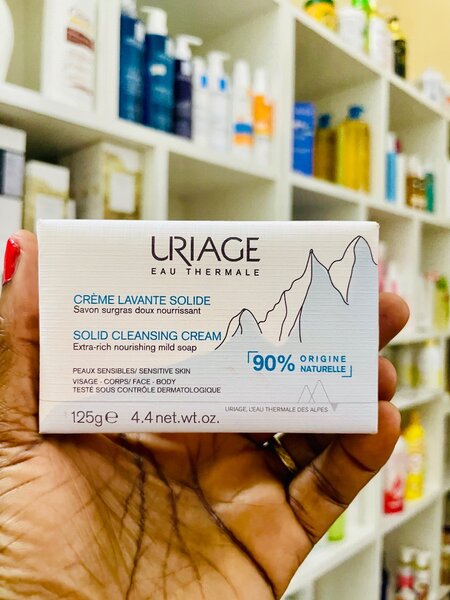 URIAGE
EAU THERMALE
CRÈME LAVANTE SOLIDE
Savon surgras doux nourrissant
SOLID CLEANSING CREAM
Extra-rich nourishing mild soap
90% ORIGINE
NATURELLE
PEAUX SENSIBLES/ SENSITIVE SKIN
VISAGE - CORPS/ FACE - BODY
TESTÉ SOUS CONTRÔLE DERMATOLOGIQUE
125g℮ 4.4 net.wt.oz.
URIAGE, L'EAU THERMALE DES ALPES